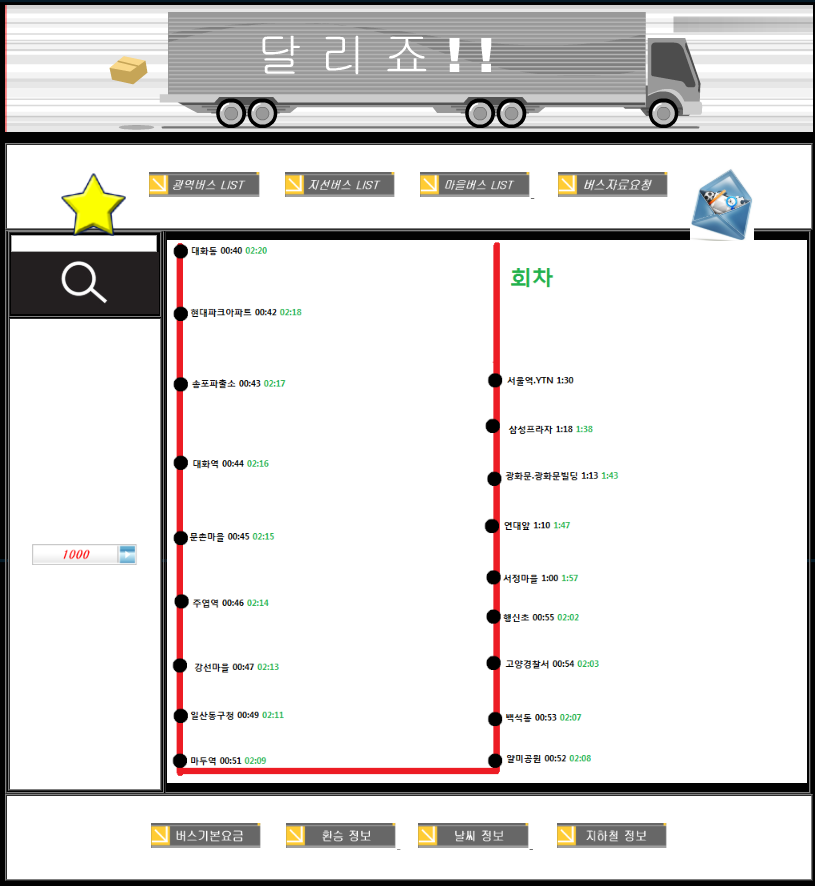 달리죠!!
광역버스 LIST
지선버스 LIST
마을버스 LIST
버스자료요청
대화동 00:40 02:20
현대파크아파트 00:42 02:18
송포파출소 00:43 02:17
대화역 00:44 02:16
문촌마을 00:45 02:15
주엽역 00:46 02:14
강선마을 00:47 02:13
일산동구청 00:49 02:11
마두역 00:51 02:09
회차
서울역.YTN 1:30
삼성프라자 1:18 1:38
광화문.광화문빌딩 1:13 1:43
연대앞 1:10 1:47
서정마을 1:00 1:57
행신초 00:55 02:02
고양경찰서 00:54 02:03
백석동 00:53 02:07
알미공원 00:52 02:08
1000
버스기본요금
환승 정보
날씨 정보
지하철 정보